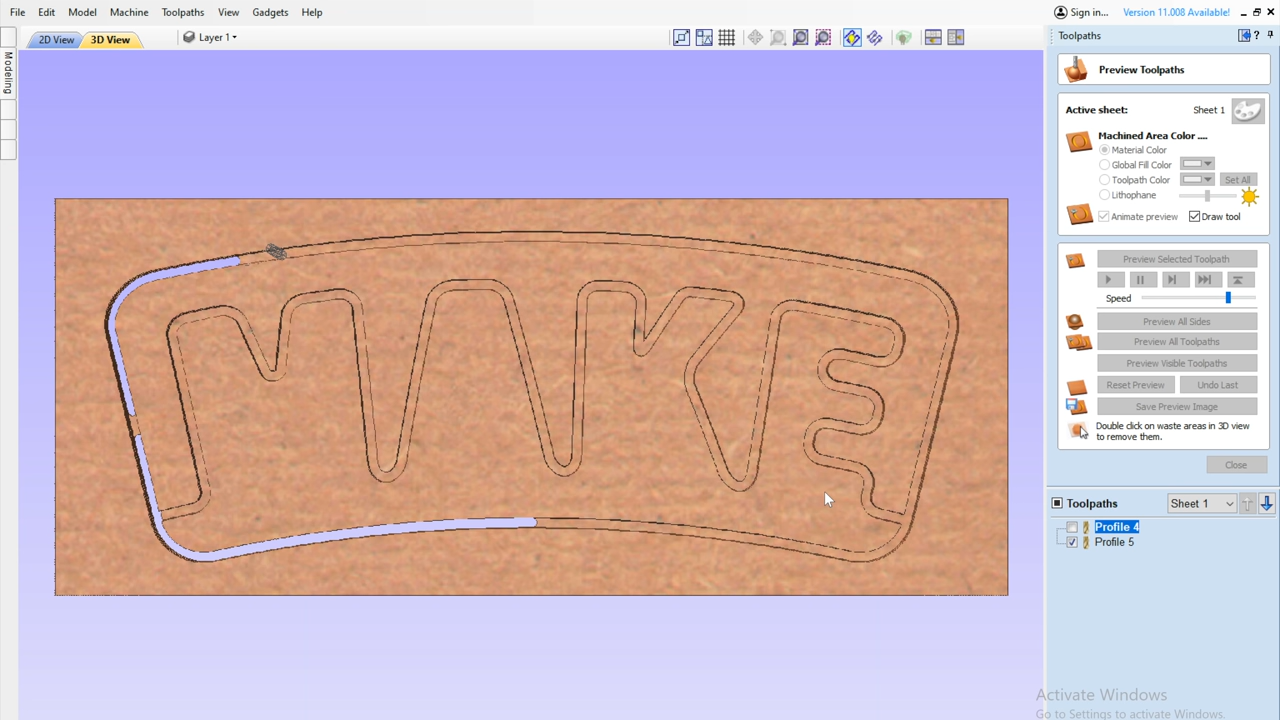 File Edit Model Machine Toolpaths View Gadgets Help
Sign in... Version 11.008 Available!
2D View 3D View Layer 1
Modeling
Toolpaths
Preview Toolpaths
Active sheet: Sheet 1
Machined Area Color ....
Material Color
Global Fill Color
Toolpath Color Set All
Lithophane
Animate preview Draw tool
Preview Selected Toolpath
Speed
Preview All Sides
Preview All Toolpaths
Preview Visible Toolpaths
Reset Preview Undo Last
Save Preview Image
Double click on waste areas in 3D view
to remove them.
Close
Toolpaths Sheet 1
Profile 4
Profile 5
MAKE
Activate Windows
Go to Settings to activate Windows.